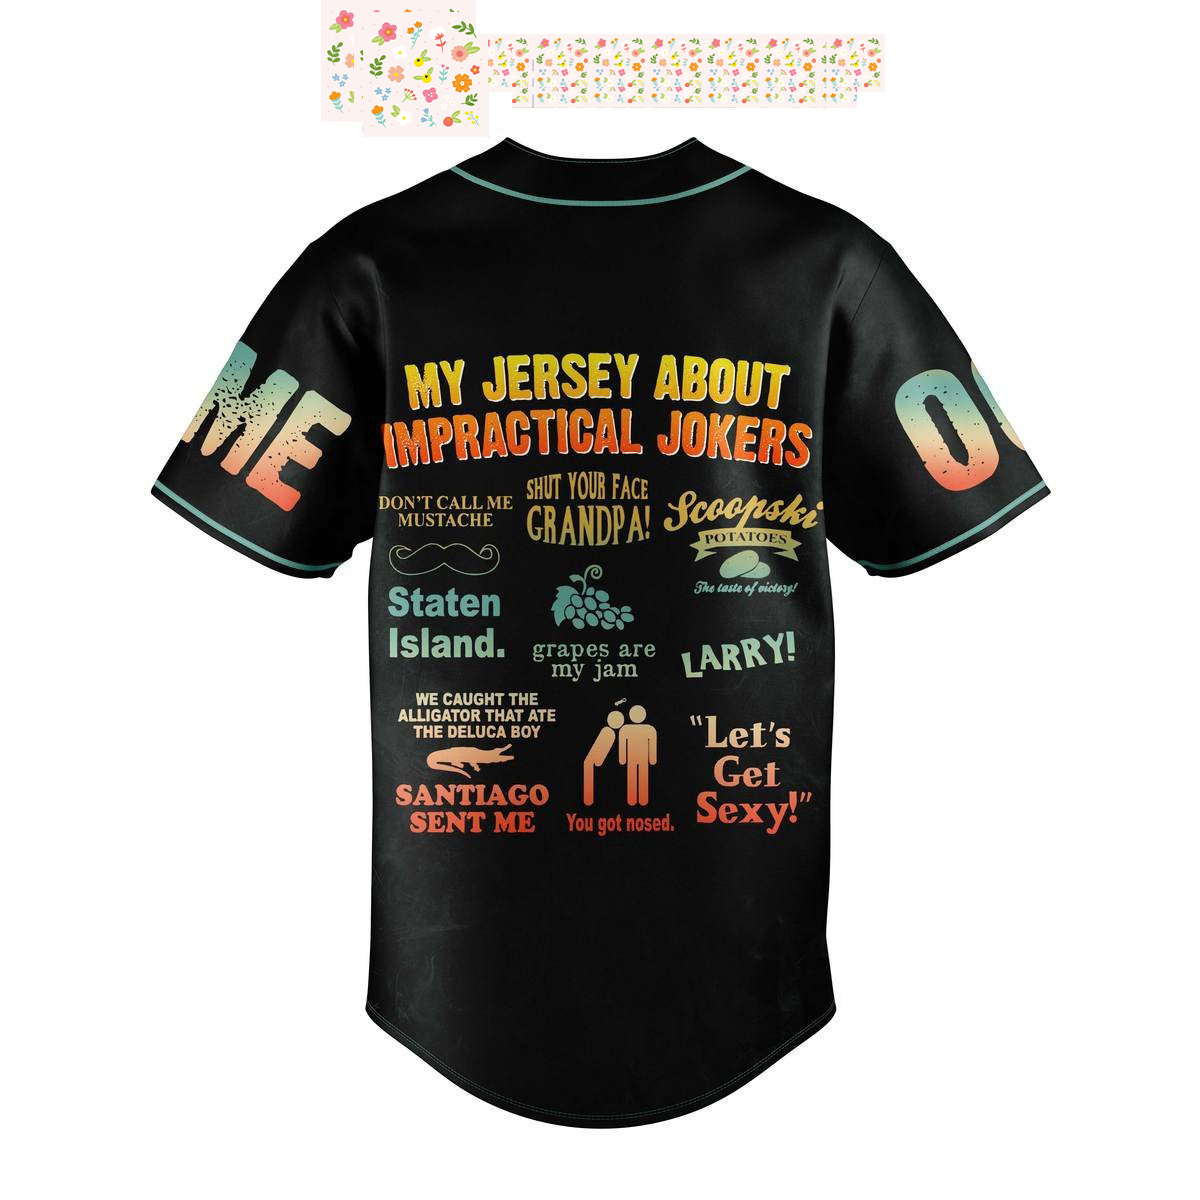 MY JERSEY ABOUT
IMPRACTICAL JOKERS
DON'T CALL ME
MUSTACHE
SHUT YOUR FACE
GRANDPA!
Scoopski
POTATOES
The taste of victory!
Staten
Island.
grapes are
my jam
LARRY!
WE CAUGHT THE
ALLIGATOR THAT ATE
THE DELUCA BOY
SANTIAGO
SENT ME
You got nosed.
"Let's
Get
Sexy!"
ME